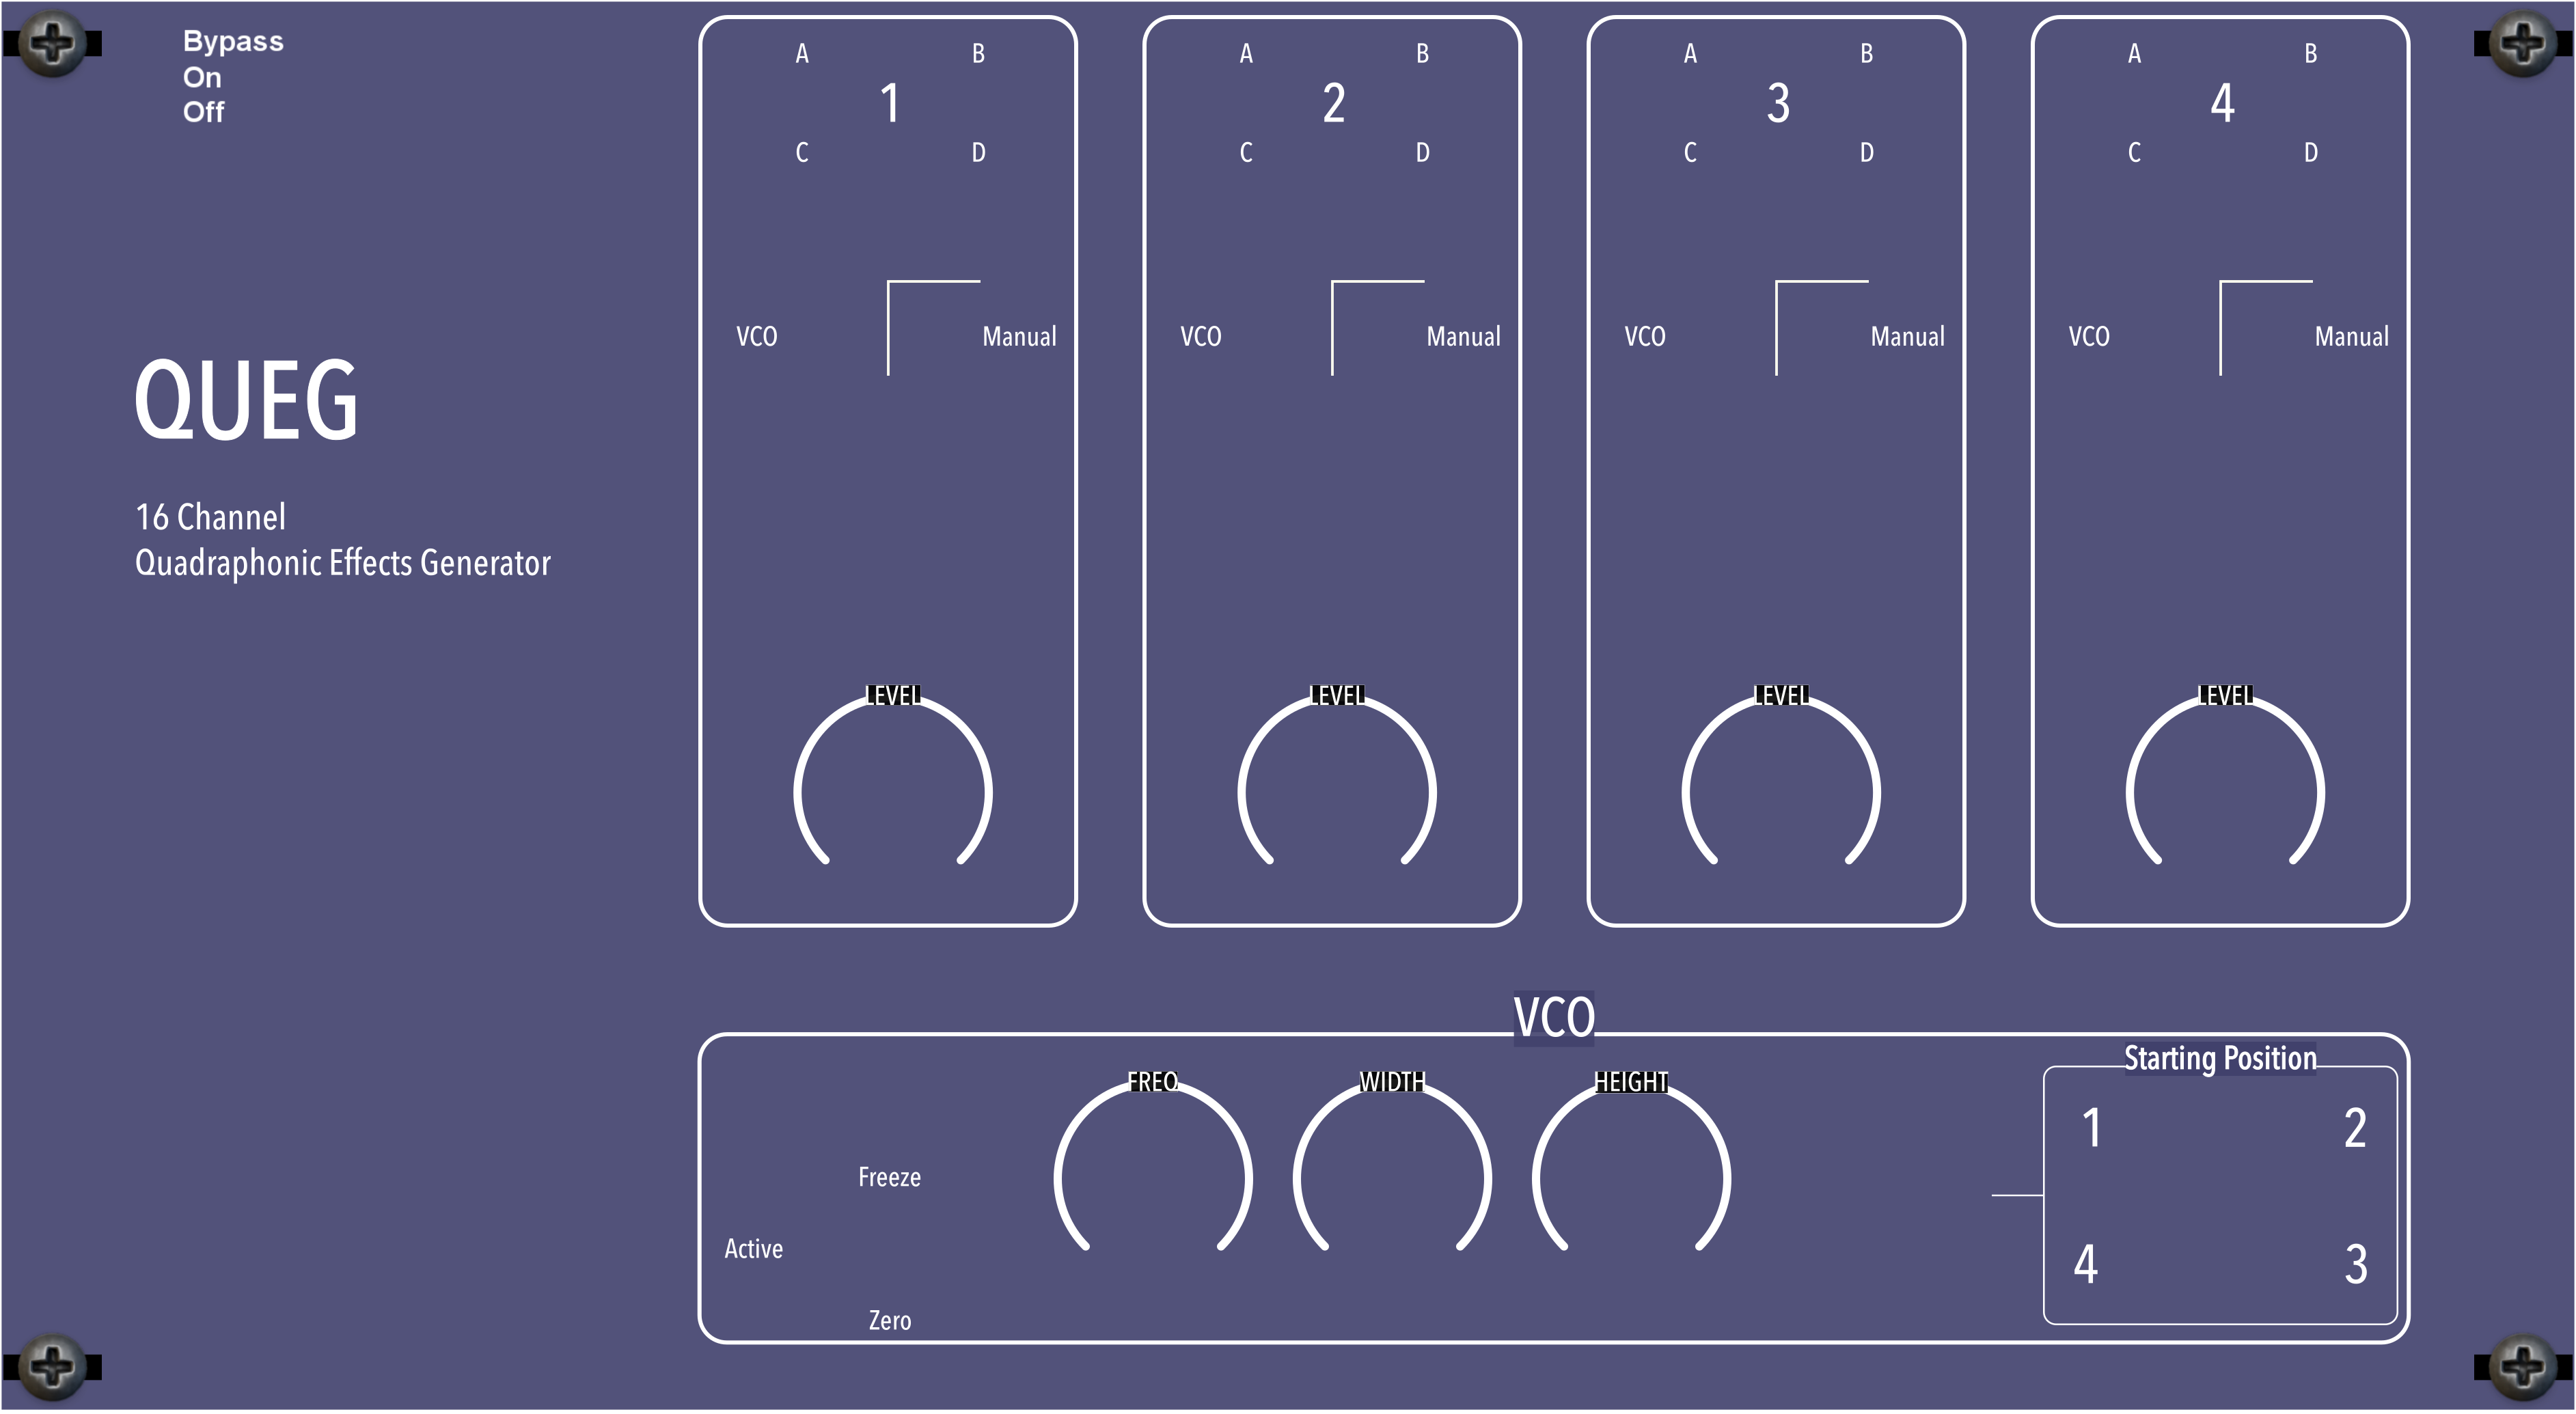 Bypass
On
Off
QUEG
16 Channel
Quadraphonic Effects Generator
A B
1
C D
VCO Manual
LEVEL
A B
2
C D
VCO Manual
LEVEL
A B
3
C D
VCO Manual
LEVEL
A B
4
C D
VCO Manual
LEVEL
VCO
Freeze
Active
Zero
FREQ
WIDTH
HEIGHT
Starting Position
1 2
4 3